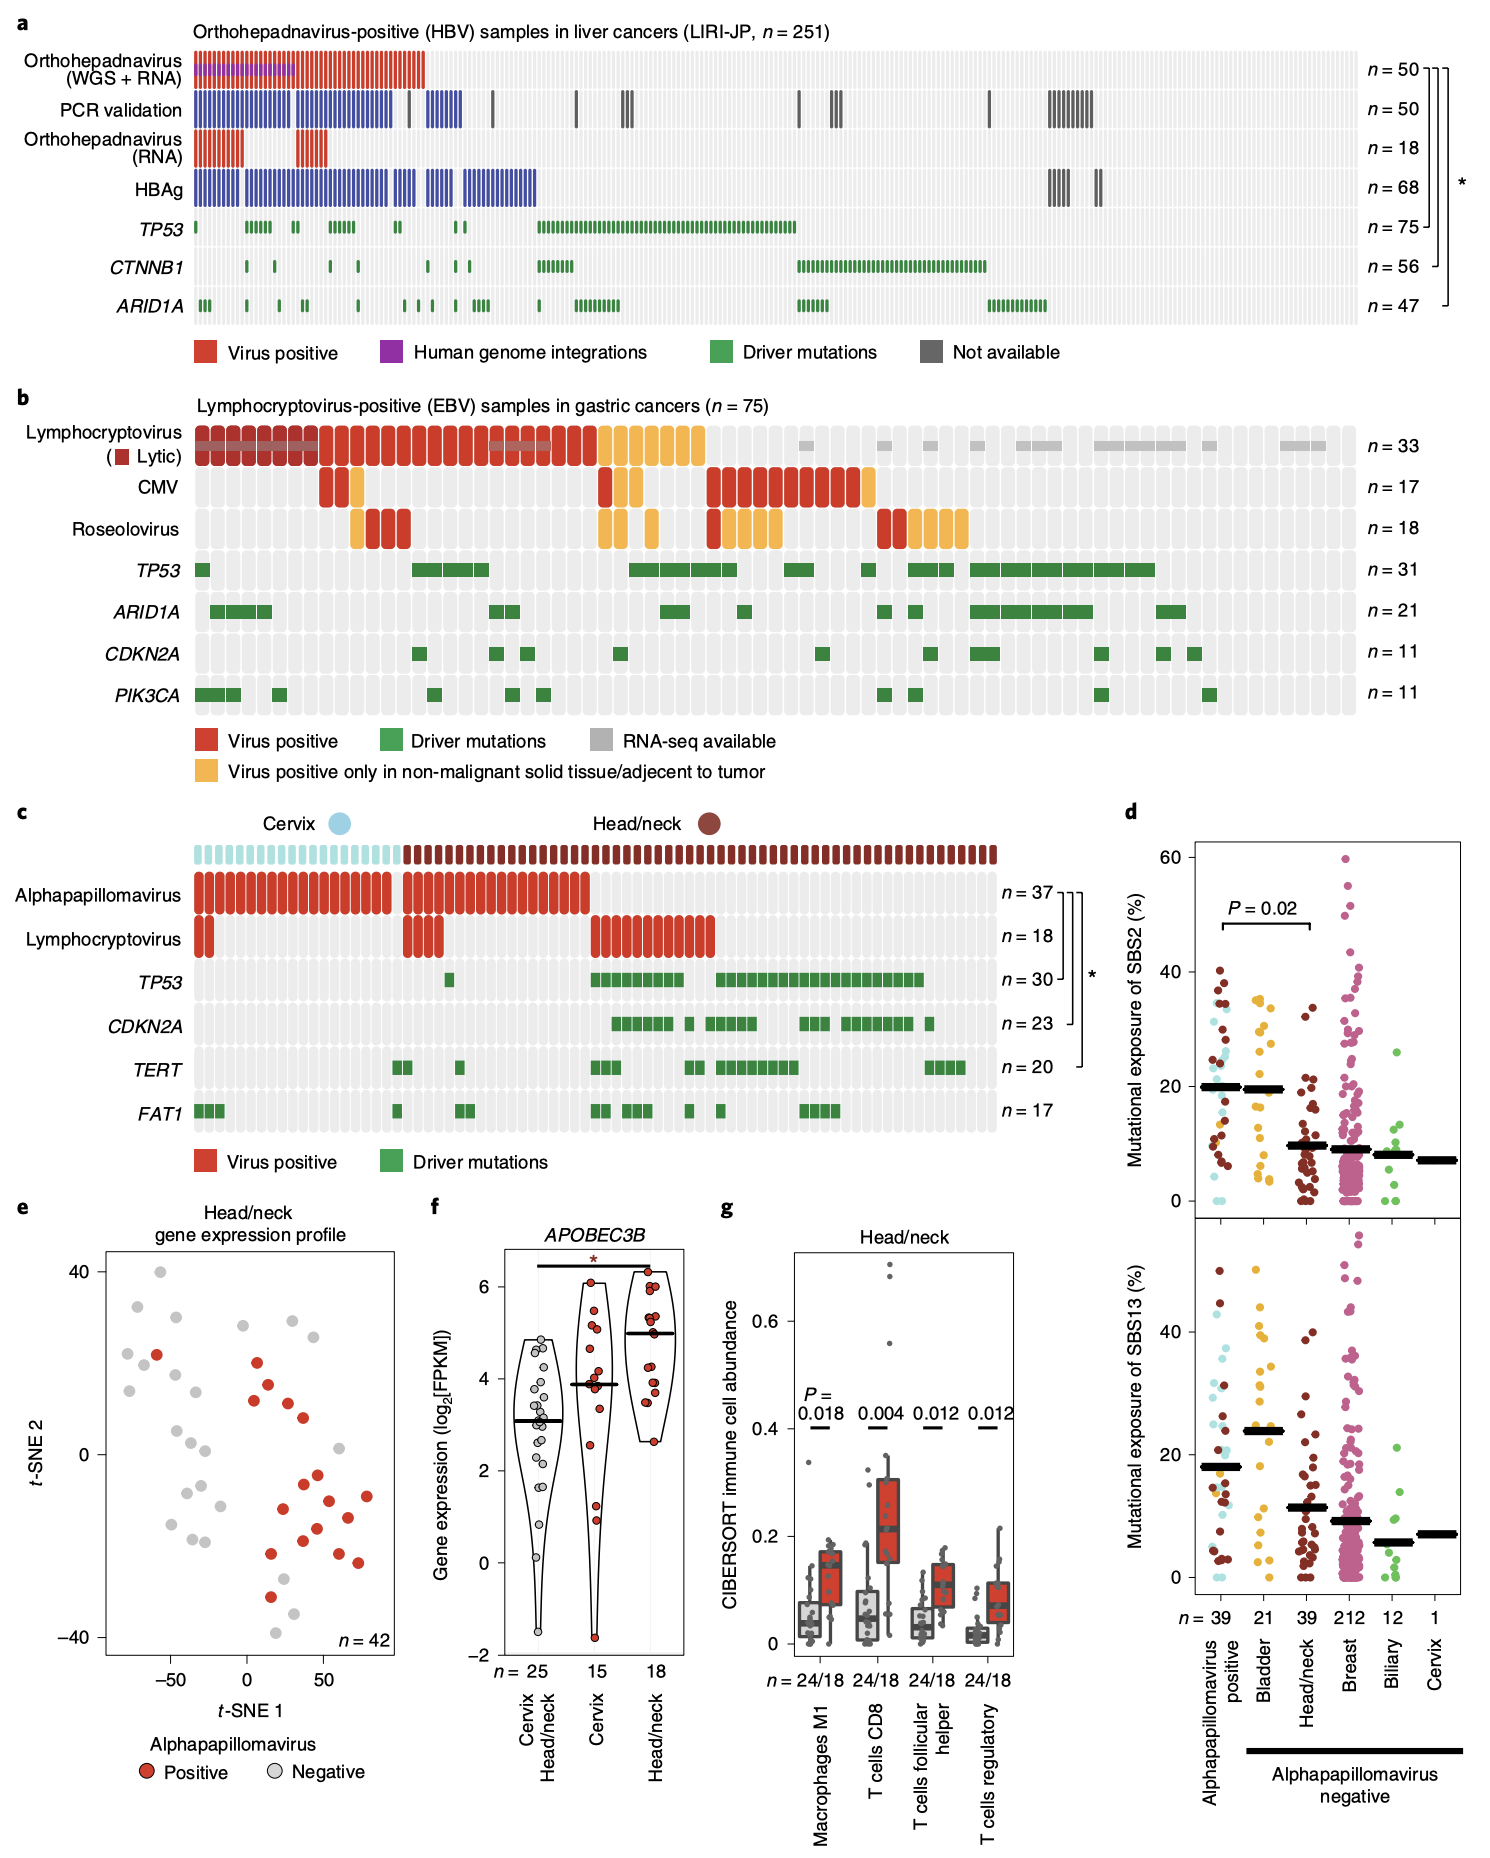 a
Orthohepadnavirus-positive (HBV) samples in liver cancers (LIRI-JP, n = 251)
Orthohepadnavirus
(WGS + RNA)
n = 50
PCR validation
n = 50
Orthohepadnavirus
(RNA)
n = 18
HBAg
n = 68
*
TP53
n = 75
CTNNB1
n = 56
ARID1A
n = 47
Virus positive
Human genome integrations
Driver mutations
Not available
b
Lymphocryptovirus-positive (EBV) samples in gastric cancers (n = 75)
Lymphocryptovirus
( Lytic)
n = 33
CMV
n = 17
Roseolovirus
n = 18
TP53
n = 31
ARID1A
n = 21
CDKN2A
n = 11
PIK3CA
n = 11
Virus positive
Driver mutations
RNA-seq available
Virus positive only in non-malignant solid tissue/adjacent to tumor
c
Cervix
Head/neck
Alphapapillomavirus
n = 37
Lymphocryptovirus
n = 18
TP53
n = 30
*
CDKN2A
n = 23
TERT
n = 20
FAT1
n = 17
Virus positive
Driver mutations
d
Mutational exposure of SBS2 (%)
60
40
20
0
P = 0.02
Mutational exposure of SBS13 (%)
40
20
0
n = 39 21 39 212 12 1
Alphapapillomavirus
positive
Bladder
Head/neck
Breast
Biliary
Cervix
Alphapapillomavirus
negative
e
Head/neck
gene expression profile
t-SNE 2
40
0
–40
n = 42
–50 0 50
t-SNE 1
Alphapapillomavirus
Positive
Negative
f
APOBEC3B
*
Gene expression (log2[FPKM])
6
4
2
0
–2
n = 25 15 18
Cervix
Head/neck
Cervix
Head/neck
g
Head/neck
CIBERSORT immune cell abundance
0.6
0.4
0.2
0
P =
0.018 0.004 0.012 0.012
n = 24/18 24/18 24/18 24/18
Macrophages M1
T cells CD8
T cells follicular
helper
T cells regulatory